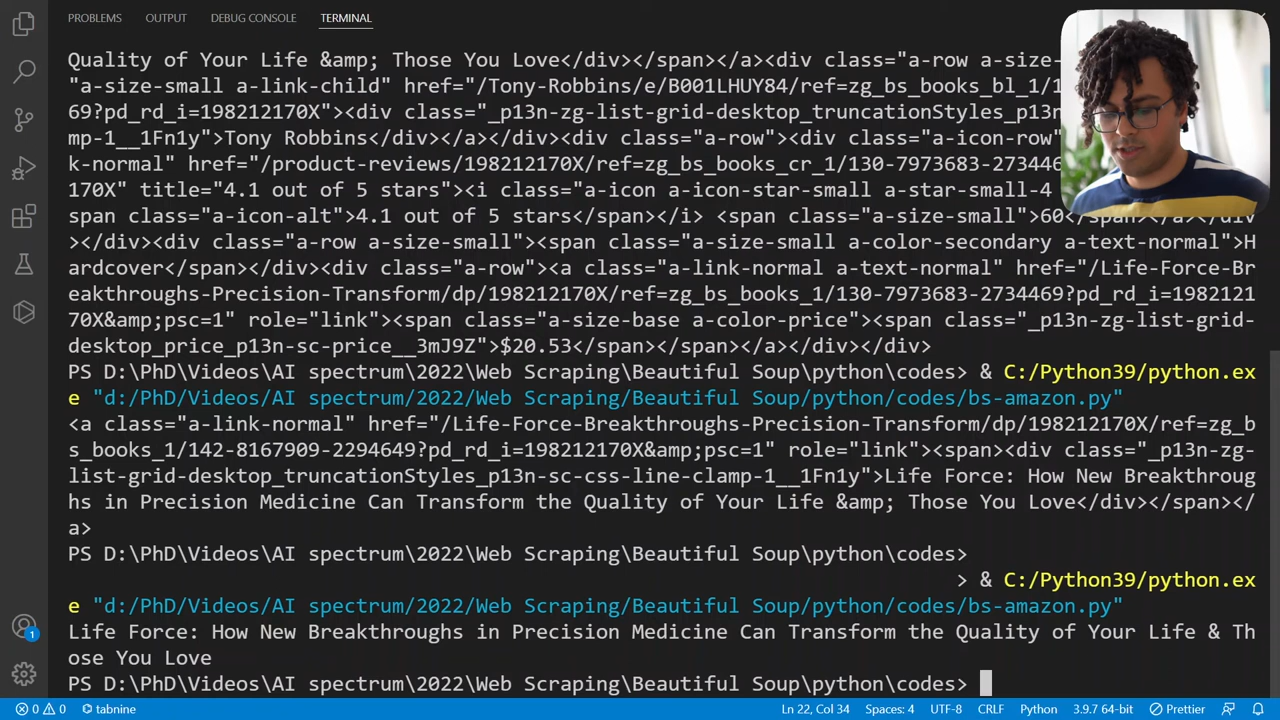 PROBLEMS OUTPUT DEBUG CONSOLE TERMINAL
Quality of Your Life &amp; Those You Love</div></span></a><div class="a-row a-size-
"a-size-small a-link-child" href="/Tony-Robbins/e/B001LHUY84/ref=zg_bs_books_bl_1/1
69?pd_rd_i=198212170X"><div class="_p13n-zg-list-grid-desktop_truncationStyles_p13n
mp-1__1Fn1y">Tony Robbins</div></a></div><div class="a-row"><div class="a-icon-row"
k-normal" href="/product-reviews/198212170X/ref=zg_bs_books_cr_1/130-7973683-273446
170X" title="4.1 out of 5 stars"><i class="a-icon a-icon-star-small a-star-small-4
span class="a-icon-alt">4.1 out of 5 stars</span></i> <span class="a-size-small">60</span></a></div
></div><div class="a-row a-size-small"><span class="a-size-small a-color-secondary a-text-normal">H
ardcover</span></div><div class="a-row"><a class="a-link-normal a-text-normal" href="/Life-Force-Br
eakthroughs-Precision-Transform/dp/198212170X/ref=zg_bs_books_1/130-7973683-2734469?pd_rd_i=1982121
70X&amp;psc=1" role="link"><span class="a-size-base a-color-price"><span class="_p13n-zg-list-grid-
desktop_price_p13n-sc-price__3mJ9Z">$20.53</span></span></a></div></div>
PS D:\PhD\Videos\AI spectrum\2022\Web Scraping\Beautiful Soup\python\codes> & C:/Python39/python.ex
e "d:/PhD/Videos/AI spectrum/2022/Web Scraping/Beautiful Soup/python/codes/bs-amazon.py"
<a class="a-link-normal" href="/Life-Force-Breakthroughs-Precision-Transform/dp/198212170X/ref=zg_b
s_books_1/142-8167909-2294649?pd_rd_i=198212170X&amp;psc=1" role="link"><span><div class="_p13n-zg-
list-grid-desktop_truncationStyles_p13n-sc-css-line-clamp-1__1Fn1y">Life Force: How New Breakthroug
hs in Precision Medicine Can Transform the Quality of Your Life &amp; Those You Love</div></span></
a>
PS D:\PhD\Videos\AI spectrum\2022\Web Scraping\Beautiful Soup\python\codes>
> & C:/Python39/python.ex
e "d:/PhD/Videos/AI spectrum/2022/Web Scraping/Beautiful Soup/python/codes/bs-amazon.py"
Life Force: How New Breakthroughs in Precision Medicine Can Transform the Quality of Your Life & Th
ose You Love
PS D:\PhD\Videos\AI spectrum\2022\Web Scraping\Beautiful Soup\python\codes>
1
0 0 tabnine Ln 22, Col 34 Spaces: 4 UTF-8 CRLF Python 3.9.7 64-bit Prettier